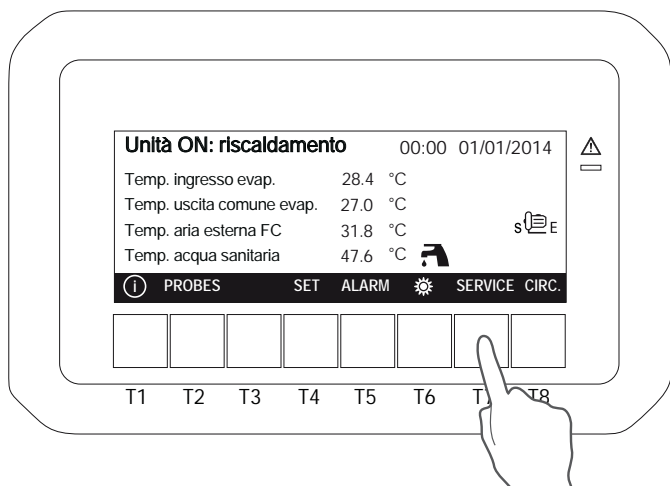 Unità ON: riscaldamento 00:00 01/01/2014
Temp. ingresso evap. 28.4 °C
Temp. uscita comune evap. 27.0 °C
Temp. aria esterna FC 31.8 °C
S E
Temp. acqua sanitaria 47.6 °C
i PROBES SET ALARM SERVICE CIRC.
T1 T2 T3 T4 T5 T6 T7 T8